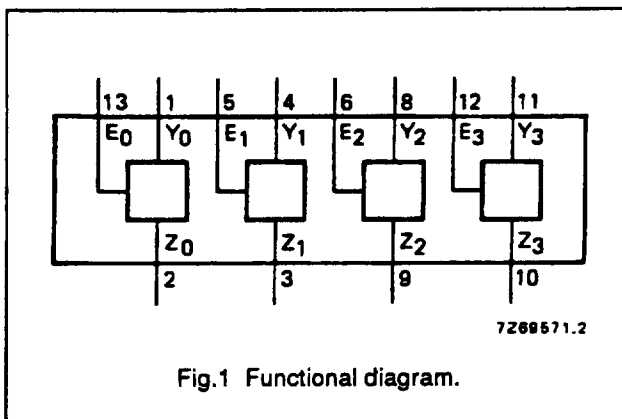 13 1 5 4 6 8 12 11
E0 Y0 E1 Y1 E2 Y2 E3 Y3
Z0 Z1 Z2 Z3
2 3 9 10
7Z69571.2
Fig.1 Functional diagram.